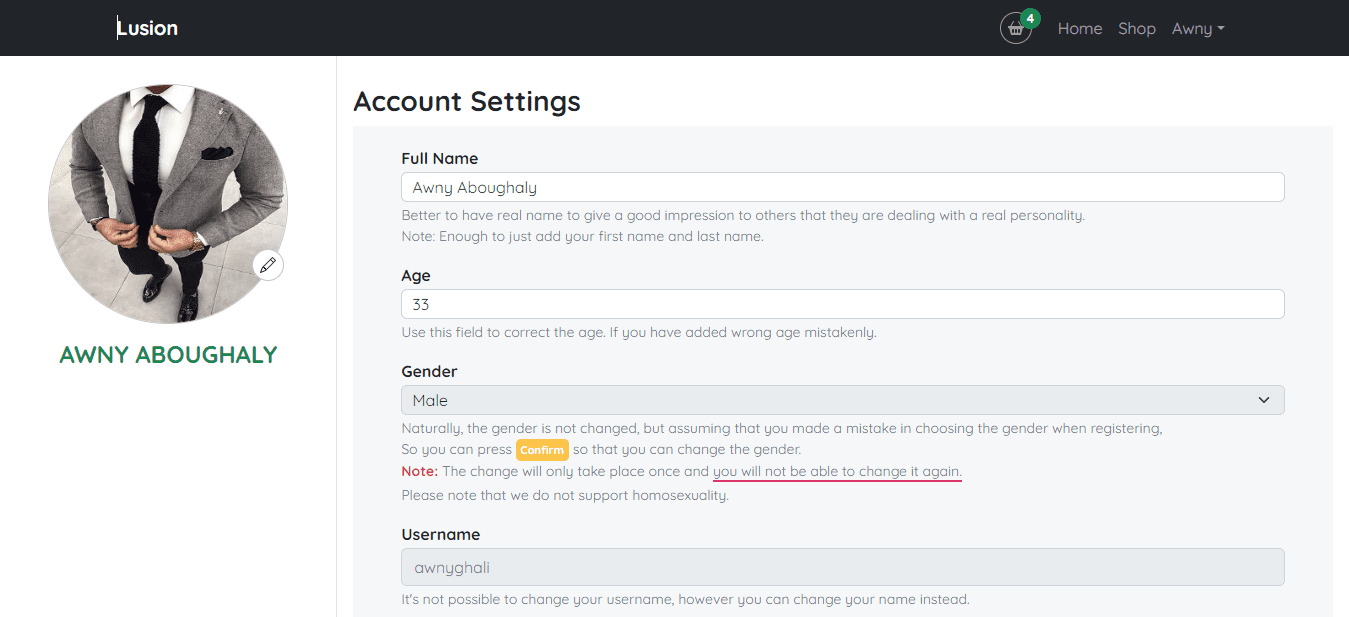 Lusion
4
Home Shop Awny
Account Settings
AWNY ABOUGHALY
Full Name
Awny Aboughaly
Better to have real name to give a good impression to others that they are dealing with a real personality.
Note: Enough to just add your first name and last name.
Age
33
Use this field to correct the age. If you have added wrong age mistakenly.
Gender
Male
Naturally, the gender is not changed, but assuming that you made a mistake in choosing the gender when registering,
So you can press Confirm so that you can change the gender.
Note: The change will only take place once and you will not be able to change it again.
Please note that we do not support homosexuality.
Username
awnyghali
It's not possible to change your username, however you can change your name instead.